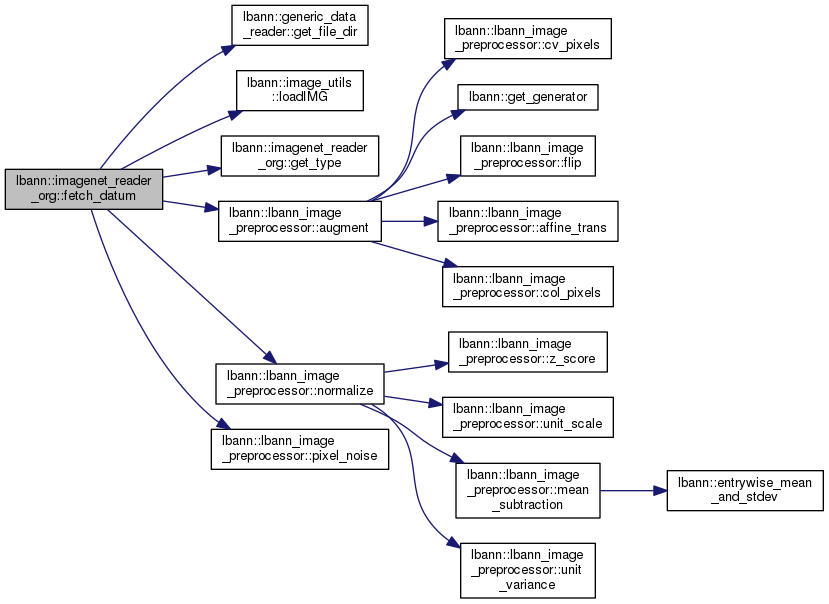 lbann::generic_data
_reader::get_file_dir
lbann::image_utils
::loadIMG
lbann::imagenet_reader
_org::get_type
lbann::imagenet_reader
_org::fetch_datum
lbann::lbann_image
_preprocessor::augment
lbann::lbann_image
_preprocessor::normalize
lbann::lbann_image
_preprocessor::pixel_noise
lbann::lbann_image
_preprocessor::cv_pixels
lbann::get_generator
lbann::lbann_image
_preprocessor::flip
lbann::lbann_image
_preprocessor::affine_trans
lbann::lbann_image
_preprocessor::col_pixels
lbann::lbann_image
_preprocessor::z_score
lbann::lbann_image
_preprocessor::unit_scale
lbann::lbann_image
_preprocessor::mean
_subtraction
lbann::lbann_image
_preprocessor::unit
_variance
lbann::entrywise_mean
_and_stdev